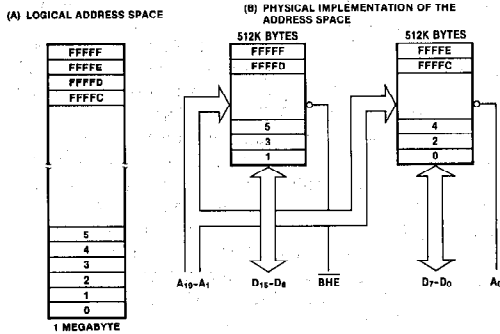 (A) LOGICAL ADDRESS SPACE
FFFFF
FFFFE
FFFFD
FFFFC
5
4
3
2
1
0
1 MEGABYTE
(B) PHYSICAL IMPLEMENTATION OF THE
ADDRESS SPACE
512K BYTES
FFFFF
FFFFD
5
3
1
512K BYTES
FFFFE
FFFFC
4
2
0
A19-A1
D15-D8
BHE
D7-D0
A0